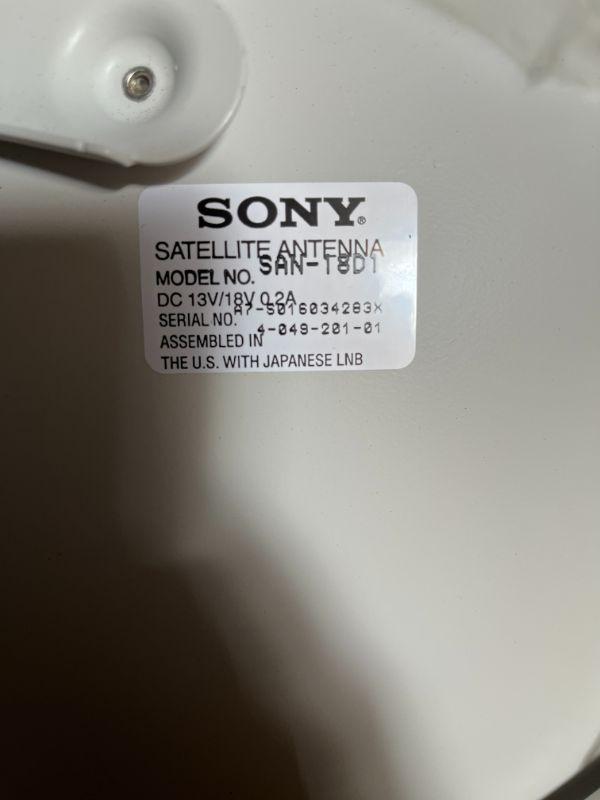 SONY®
SATELLITE ANTENNA
MODEL NO. SAN-18D1
DC 13V/18V 0.2A
SERIAL NO. A7-S016034283X
4-049-201-01
ASSEMBLED IN
THE U.S. WITH JAPANESE LNB